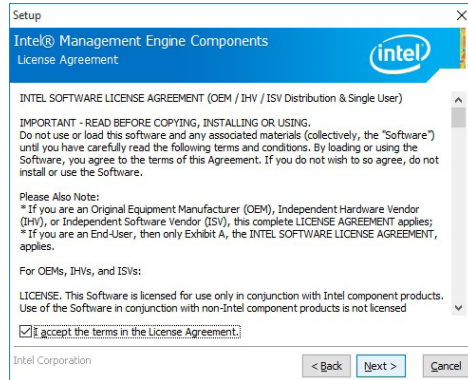 Setup
Intel® Management Engine Components
License Agreement
intel
INTEL SOFTWARE LICENSE AGREEMENT (OEM / IHV / ISV Distribution & Single User)
IMPORTANT - READ BEFORE COPYING, INSTALLING OR USING.
Do not use or load this software and any associated materials (collectively, the "Software")
until you have carefully read the following terms and conditions. By loading or using the
Software, you agree to the terms of this Agreement. If you do not wish to so agree, do not
install or use the Software.
Please Also Note:
* If you are an Original Equipment Manufacturer (OEM), Independent Hardware Vendor
(IHV), or Independent Software Vendor (ISV), this complete LICENSE AGREEMENT applies;
* If you are an End-User, then only Exhibit A, the INTEL SOFTWARE LICENSE AGREEMENT,
applies.
For OEMs, IHVs, and ISVs:
LICENSE. This Software is licensed for use only in conjunction with Intel component products.
Use of the Software in conjunction with non-Intel component products is not licensed
I accept the terms in the License Agreement.
Intel Corporation
< Back Next > Cancel